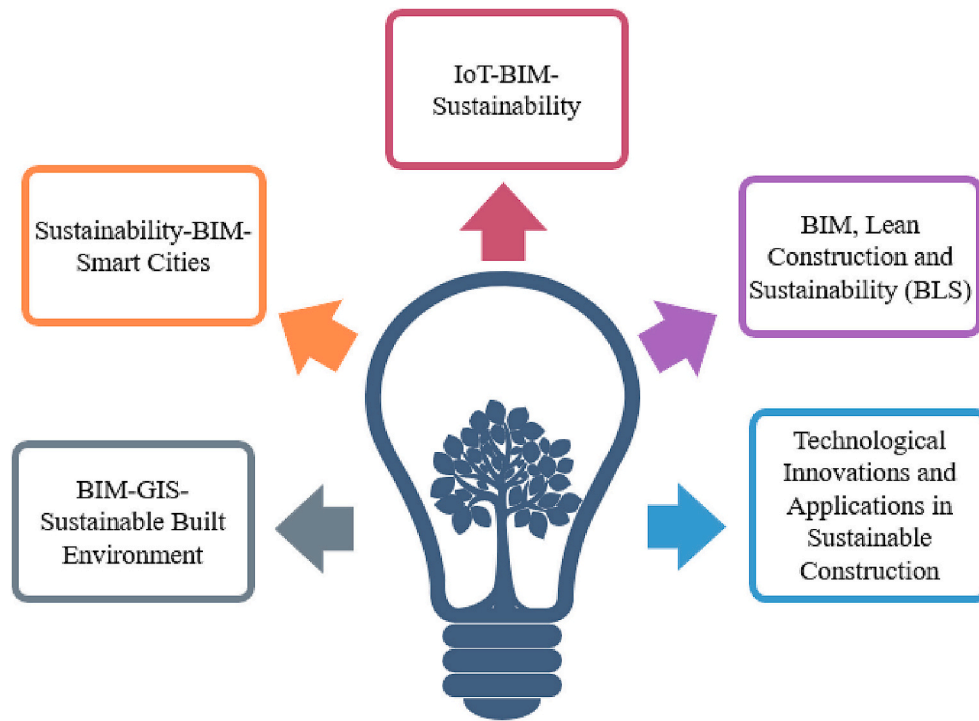 IoT-BIM-
Sustainability
Sustainability-BIM-
Smart Cities
BIM, Lean
Construction and
Sustainability (BLS)
BIM-GIS-
Sustainable Built
Environment
Technological
Innovations and
Applications in
Sustainable
Construction